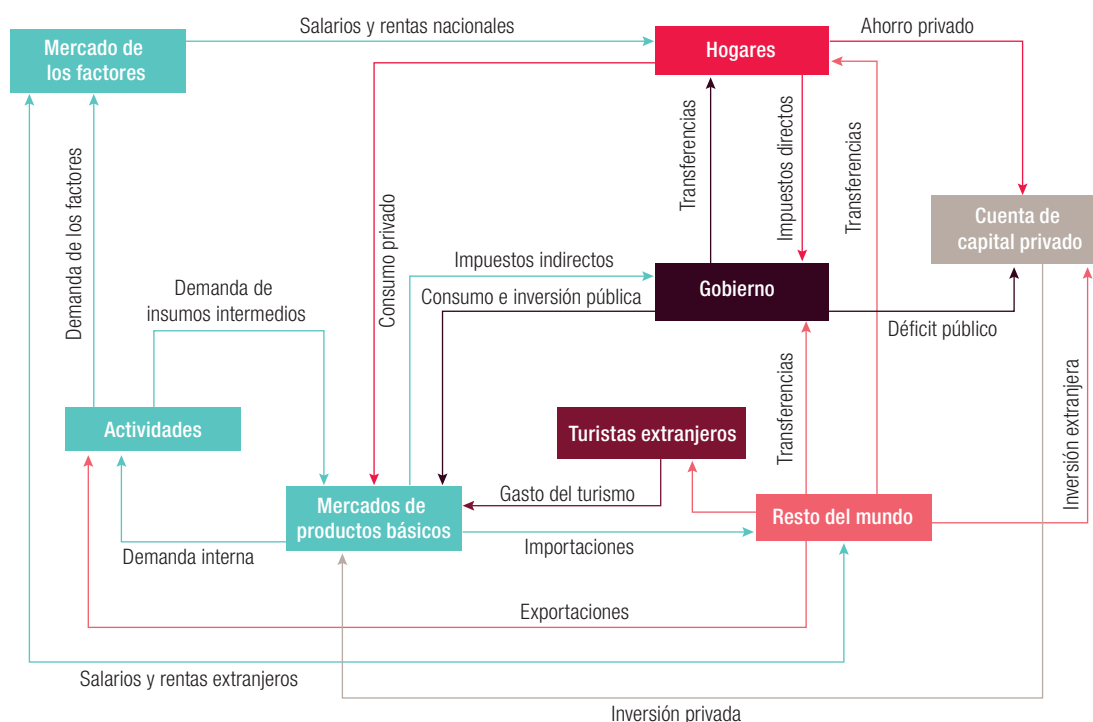 Salarios y rentas nacionales
Ahorro privado
Mercado de
los factores
Hogares
Demanda de los factores
Consumo privado
Transferencias
Impuestos directos
Transferencias
Cuenta de
capital privado
Impuestos indirectos
Demanda de
insumos intermedios
Consumo e inversión pública
Gobierno
Déficit público
Transferencias
Inversión extranjera
Actividades
Turistas extranjeros
Gasto del turismo
Mercados de
productos básicos
Resto del mundo
Demanda interna
Importaciones
Exportaciones
Salarios y rentas extranjeros
Inversión privada